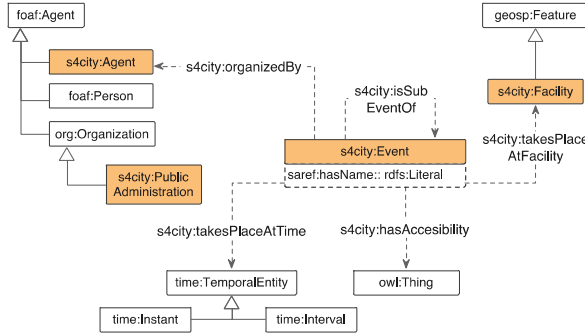 foaf:Agent
geosp:Feature
s4city:Agent
s4city:organizedBy
s4city:isSub
EventOf
s4city:Facility
foaf:Person
org:Organization
s4city:Event
s4city:takesPlace
AtFacility
s4city:Public
Administration
saref:hasName:: rdfs:Literal
s4city:takesPlaceAtTime
s4city:hasAccesibility
time:TemporalEntity
owl:Thing
time:Instant
time:Interval